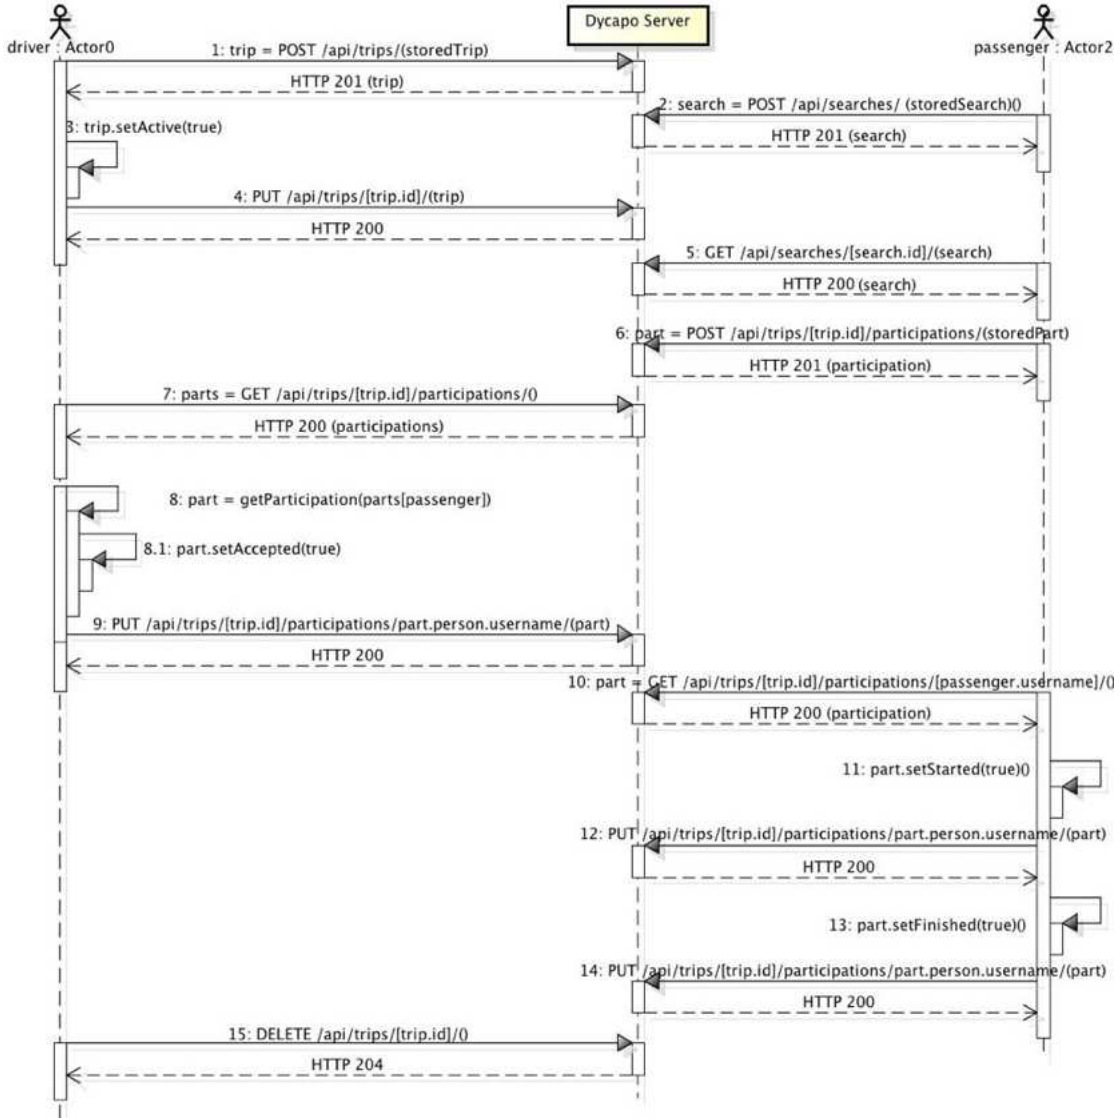 Dycapo Server
driver : Actor0
passenger : Actor2
1: trip = POST /api/trips/(storedTrip)
HTTP 201 (trip)
2: search = POST /api/searches/ (storedSearch)()
3: trip.setActive(true)
HTTP 201 (search)
4: PUT /api/trips/[trip.id]/(trip)
HTTP 200
5: GET /api/searches/[search.id]/(search)
HTTP 200 (search)
6: part = POST /api/trips/[trip.id]/participations/(storedPart)
HTTP 201 (participation)
7: parts = GET /api/trips/[trip.id]/participations/()
HTTP 200 (participations)
8: part = getParticipation(parts[passenger])
8.1: part.setAccepted(true)
9: PUT /api/trips/[trip.id]/participations/part.person.username/(part)
HTTP 200
10: part = GET /api/trips/[trip.id]/participations/[passenger.username]/()
HTTP 200 (participation)
11: part.setStarted(true)()
12: PUT /api/trips/[trip.id]/participations/part.person.username/(part)
HTTP 200
13: part.setFinished(true)()
14: PUT /api/trips/[trip.id]/participations/part.person.username/(part)
HTTP 200
15: DELETE /api/trips/[trip.id]/()
HTTP 204